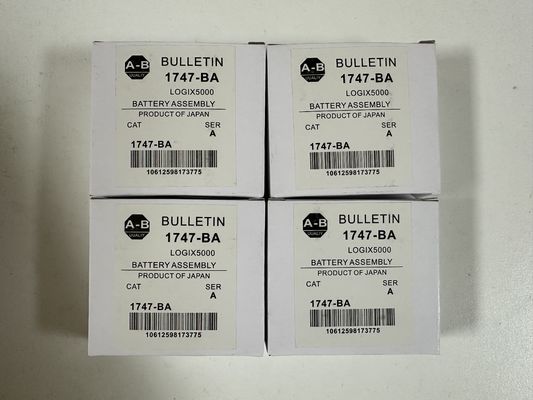 A-B
QUALITY
BULLETIN
1747-BA
LOGIX5000
BATTERY ASSEMBLY
PRODUCT OF JAPAN
CAT SER
A
1747-BA
10612598173775
A-B
QUALITY
BULLETIN
1747-BA
LOGIX5000
BATTERY ASSEMBLY
PRODUCT OF JAPAN
CAT SER
A
1747-BA
10612598173775
A-B
QUALITY
BULLETIN
1747-BA
LOGIX5000
BATTERY ASSEMBLY
PRODUCT OF JAPAN
CAT SER
A
1747-BA
10612598173775
A-B
QUALITY
BULLETIN
1747-BA
LOGIX5000
BATTERY ASSEMBLY
PRODUCT OF JAPAN
CAT SER
A
1747-BA
10612598173775